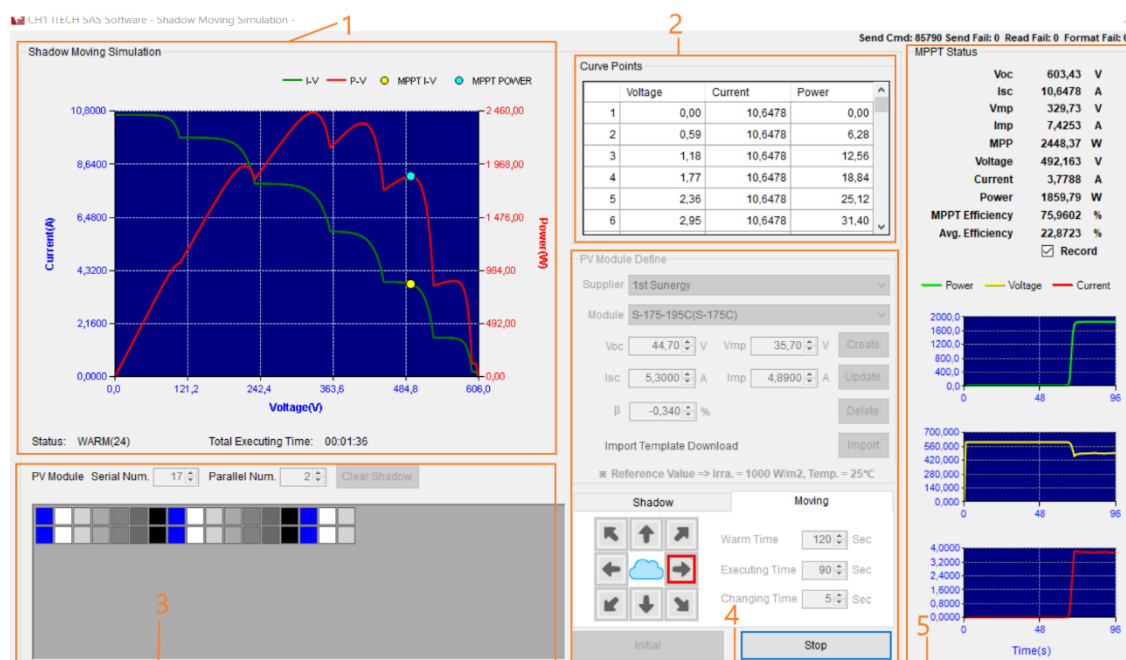 CH1 ITECH SAS Software - Shadow Moving Simulation -
1
2
Send Cmd: 85790 Send Fail: 0 Read Fail: 0 Format Fail: 0
Shadow Moving Simulation
I-V P-V MPPT I-V MPPT POWER
10,8000
8,6400
6,4800
4,3200
2,1600
0,0000
Current(A)
2 460,00
1 968,00
1 476,00
984,00
492,00
0,00
Power(W)
0,0 121,2 242,4 363,6 484,8 606,0
Voltage(V)
Status: WARM(24) Total Executing Time: 00:01:36
Curve Points
Voltage Current Power
1 0,00 10,6478 0,00
2 0,59 10,6478 6,28
3 1,18 10,6478 12,56
4 1,77 10,6478 18,84
5 2,36 10,6478 25,12
6 2,95 10,6478 31,40
MPPT Status
Voc 603,43 V
Isc 10,6478 A
Vmp 329,73 V
Imp 7,4253 A
MPP 2448,37 W
Voltage 492,163 V
Current 3,7788 A
Power 1859,79 W
MPPT Efficiency 75,9602 %
Avg. Efficiency 22,8723 %
Record
PV Module Define
Supplier 1st Sunergy
Module S-175-195C(S-175C)
Voc 44,70 V Vmp 35,70 V Create
Isc 5,3000 A Imp 4,8900 A Update
β -0,340 % Delete
Import Template Download Import
※ Reference Value => Irra. = 1000 W/m2, Temp. = 25℃
PV Module Serial Num. 17 Parallel Num. 2 Clear Shadow
3
Shadow Moving
Warm Time 120 Sec
Executing Time 90 Sec
Changing Time 5 Sec
4
Initial Stop
Power Voltage Current
2000,0
1600,0
1200,0
800,0
400,0
0,0
0 48 96
700,000
560,000
420,000
280,000
140,000
0,000
0 48 96
4,0000
3,2000
2,4000
1,6000
0,8000
0,0000
0 48 96
5
Time(s)